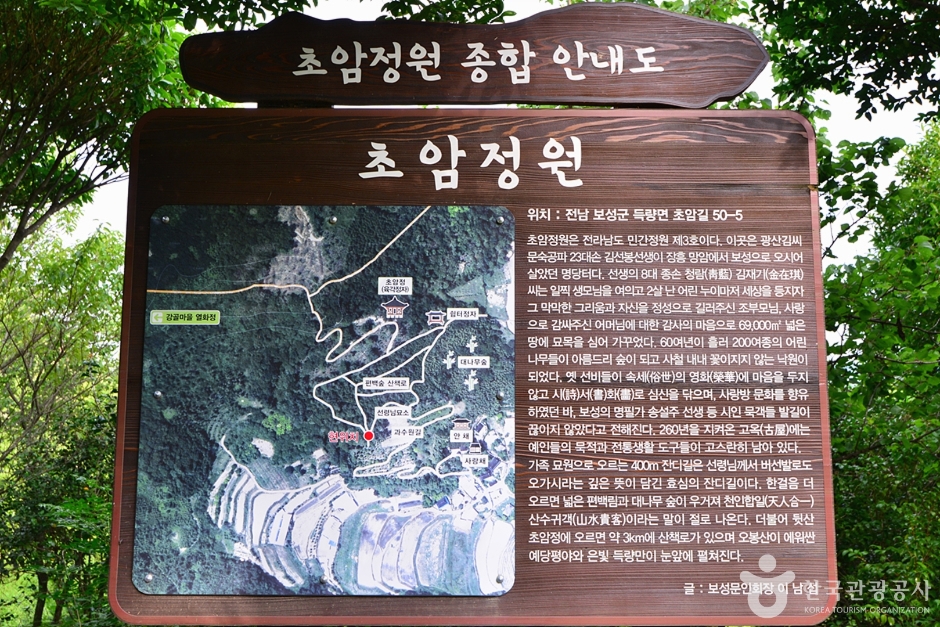 초암정원 종합 안내도
초암정원
위치 : 전남 보성군 득량면 초암길 50-5
초암정원은 전라남도 민간정원 제3호이다. 이곳은 광산김씨
문숙공파 23대손 김선봉선생이 장흥 망암에서 보성으로 오시어
살았던 명당터다. 선생의 8대 종손 청람(靑藍) 김재기(金在琪)
씨는 일찍 생모님을 여의고 2살 난 어린 누이마저 세상을 등지자
그 막막한 그리움과 자신을 정성으로 길러주신 조부모님, 사랑
으로 감싸주신 어머님에 대한 감사의 마음으로 69,000㎡ 넓은
땅에 묘목을 심어 가꾸었다. 60여년이 흘러 200여종의 어린
나무들이 아름드리 숲이 되고 사철 내내 꽃이지지 않는 낙원이
되었다. 옛 선비들이 속세(俗世)의 영화(榮華)에 마음을 두지
않고 시(詩)서(書)화(畵)로 심신을 닦으며, 사랑방 문화를 향유
하였던 바, 보성의 명필가 송설주 선생 등 시인 묵객들 발길이
끊이지 않았다고 전해진다. 260년을 지켜온 고옥(古屋)에는
예인들의 묵적과 전통생활 도구들이 고스란히 남아 있다.
가족 묘원으로 오르는 400m 잔디길은 선령님께서 버선발로도
오가시라는 깊은 뜻이 담긴 효심의 잔디길이다. 한걸음 더
오르면 넓은 편백림과 대나무 숲이 우거져 천인합일(天人合一)
산수귀객(山水貴客)이라는 말이 절로 나온다. 더불어 뒷산
초암정에 오르면 약 3km에 산책로가 있으며 오봉산이 에워싼
예당평야와 은빛 득량만이 눈앞에 펼쳐진다.
글 : 보성문인회장 이 남 섭
초암정
(육각정자)
쉼터정자
강골마을 열화정
대나무숲
편백숲 산책로
선령님묘소
과수원길
현위치
안 채
사랑채
한국관광공사
KOREA TOURISM ORGANIZATION